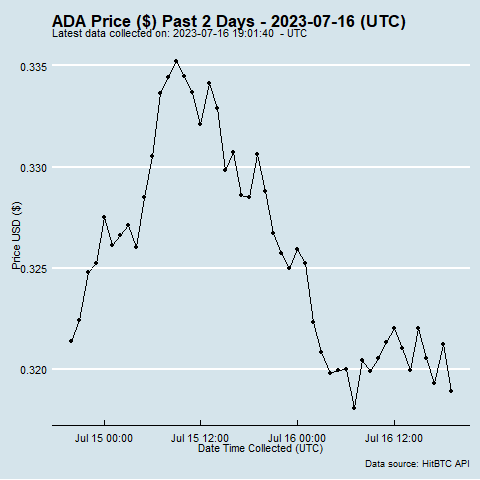 ADA Price ($) Past 2 Days - 2023-07-16 (UTC)
Latest data collected on: 2023-07-16 19:01:40  - UTC
0.335
0.330
Price USD ($)
0.325
0.320
Jul 15 00:00 Jul 15 12:00 Jul 16 00:00 Jul 16 12:00
Date Time Collected (UTC)
Data source: HitBTC API